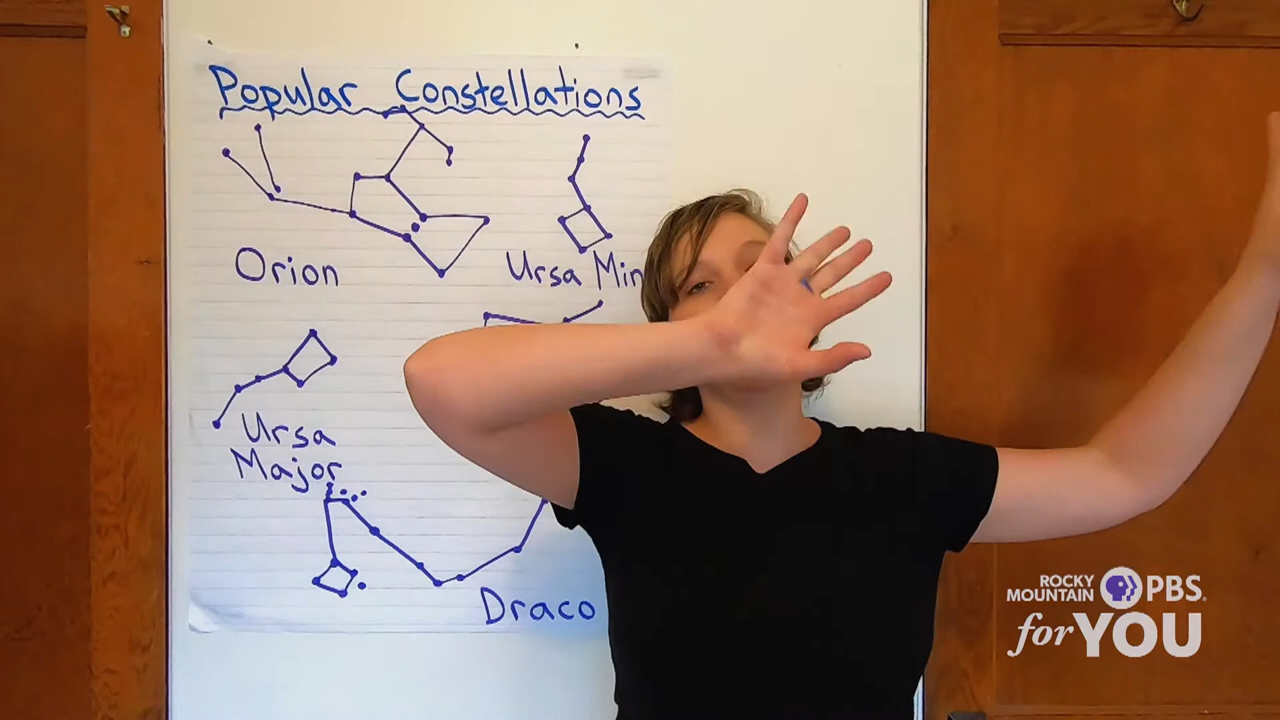 Popular Constellations
Orion
Ursa Min
Ursa
Major
Draco
ROCKY
MOUNTAIN PBS.
for YOU